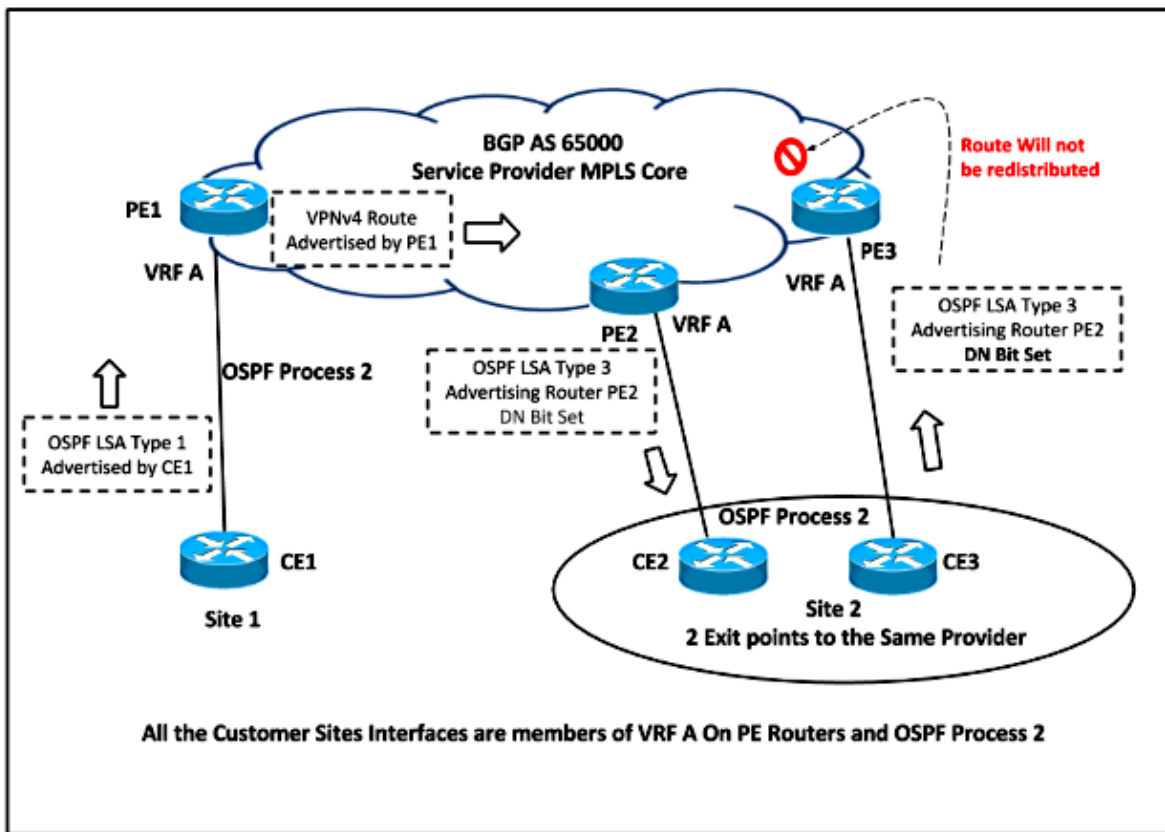 BGP AS 65000
Service Provider MPLS Core
Route Will not
be redistributed
PE1
VPNv4 Route
Advertised by PE1
PE3
VRF A
VRF A
PE2
VRF A
OSPF LSA Type 3
Advertising Router PE2
DN Bit Set
OSPF LSA Type 3
Advertising Router PE2
DN Bit Set
OSPF Process 2
OSPF LSA Type 1
Advertised by CE1
OSPF Process 2
CE1
CE2
CE3
Site 1
Site 2
2 Exit points to the Same Provider
All the Customer Sites Interfaces are members of VRF A On PE Routers and OSPF Process 2